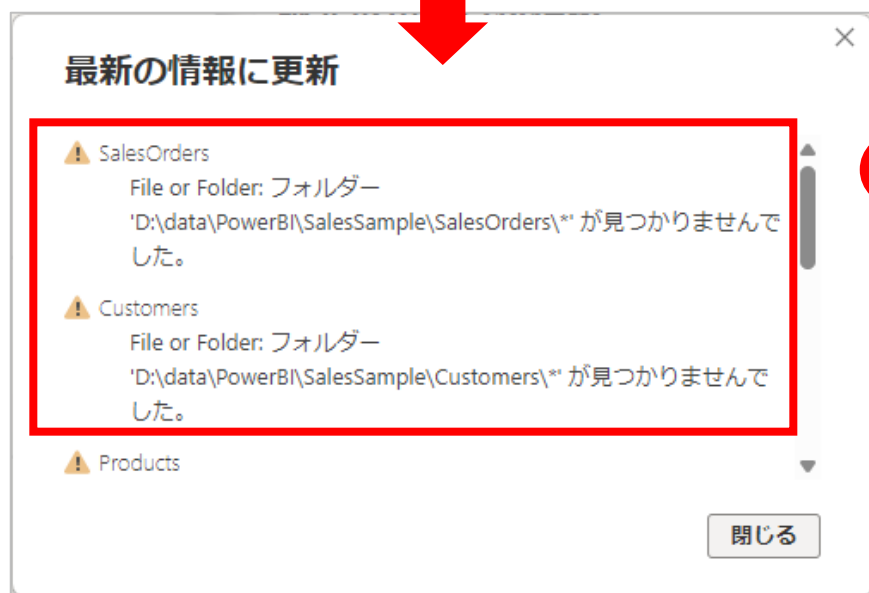 最新の情報に更新
SalesOrders
File or Folder: フォルダー
'D:\data\PowerBI\SalesSample\SalesOrders\*' が見つかりませんで
した。
Customers
File or Folder: フォルダー
'D:\data\PowerBI\SalesSample\Customers\*' が見つかりませんで
した。
Products
閉じる